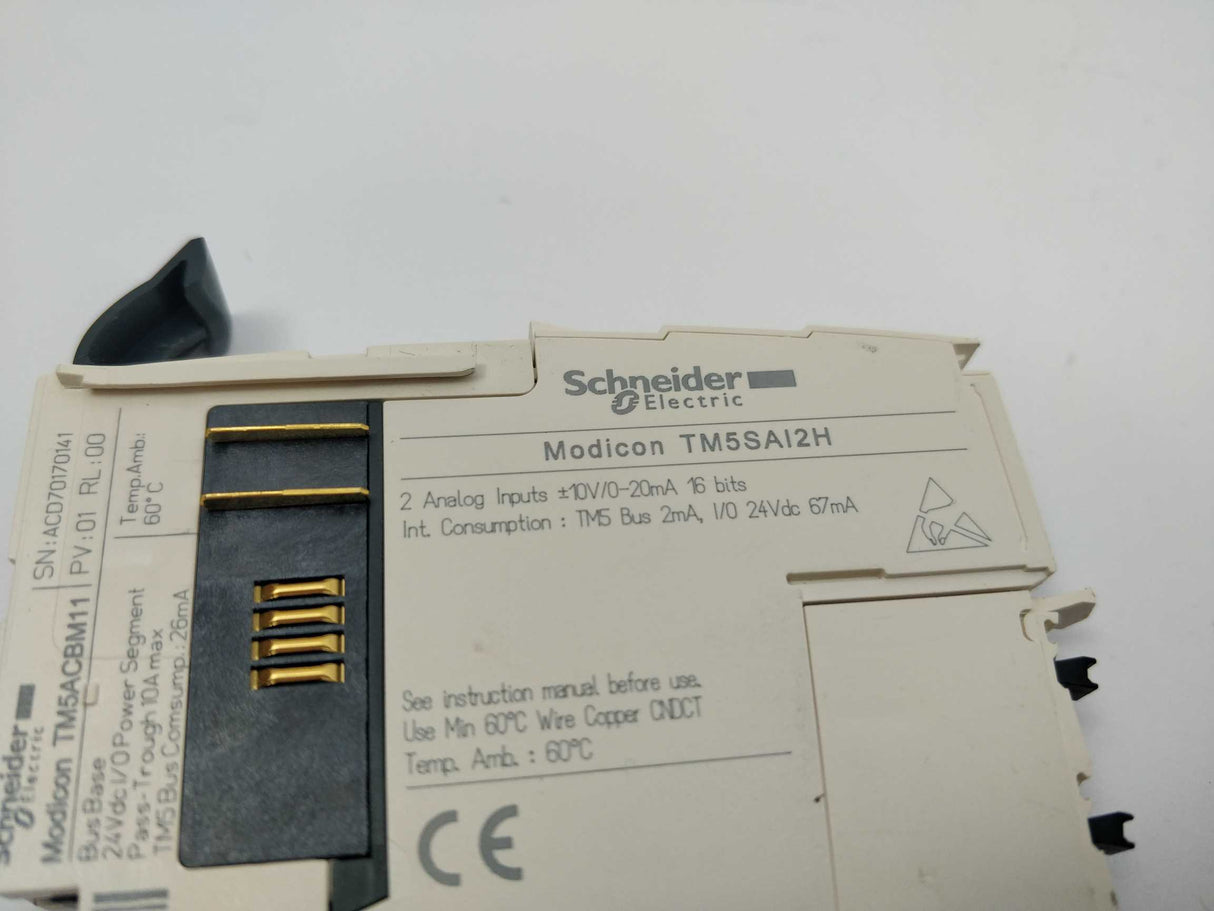 Schneider
Electric
Modicon TM5SAI2H
2 Analog Inputs ±10V/0-20mA 16 bits
Int. Consumption : TM5 Bus 2mA, I/O 24Vdc 67mA
See instruction manual before use.
Use Min 60°C Wire Copper CNDCT
Temp. Amb. : 60°C
CE
Schneider
Electric
Modicon TM5ACBM11
SN:ACD70170141
PV:01 RL:00
Bus Base
24Vdc I/O Power Segment
Pass-Trough 10A max
TM5 Bus Comsump.:26mA
Temp.Amb.:
60°C